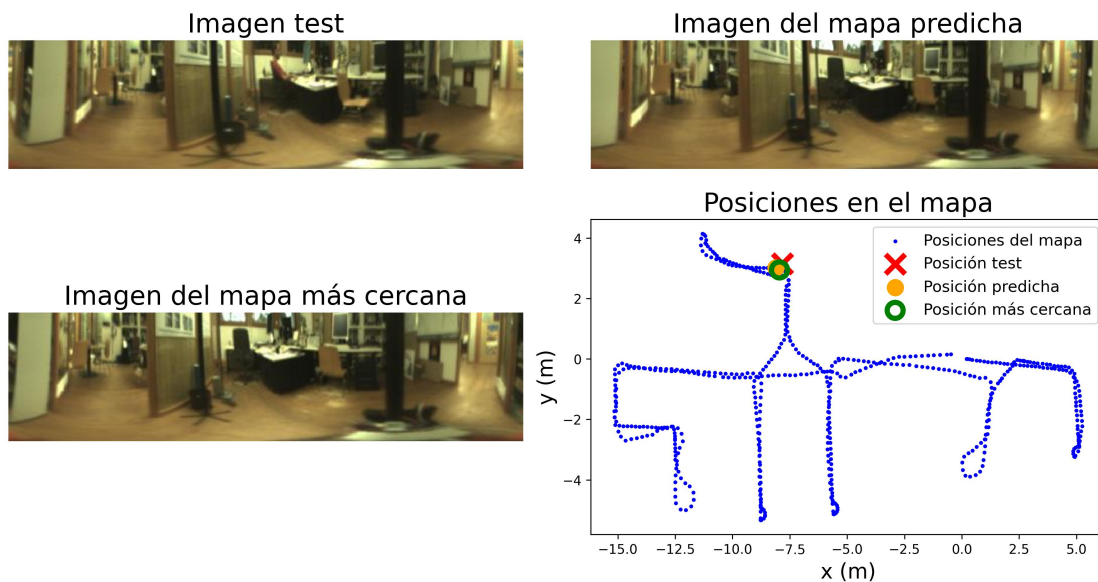 Imagen test
Imagen del mapa predicha
Imagen del mapa más cercana
Posiciones en el mapa
Posiciones del mapa
Posición test
Posición predicha
Posición más cercana
y (m)
4
2
0
−2
−4
−15.0 −12.5 −10.0 −7.5 −5.0 −2.5 0.0 2.5 5.0
x (m)